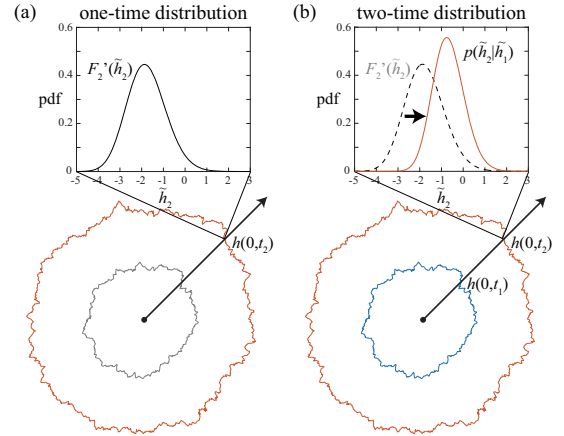 (a) one-time distribution
0.6
0.4
0.2
0
pdf
F₂'(h̃₂)
-5 -4 -3 -2 -1 0 1 2 3
h̃₂
h(0,t₂)
(b) two-time distribution
0.6
0.4
0.2
0
pdf
F₂'(h̃₂)
p(h̃₂|h̃₁)
-5 -4 -3 -2 -1 0 1 2 3
h̃₂
h(0,t₂)
h(0,t₁)